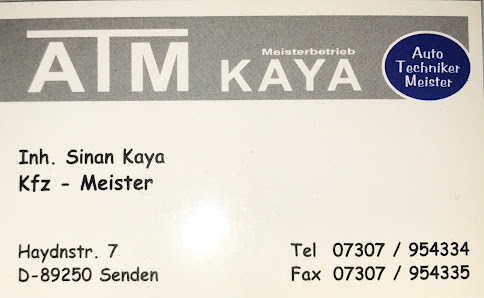 ATM
Meisterbetrieb
KAYA
Auto
Techniker
Meister
Inh. Sinan Kaya
Kfz - Meister
Haydnstr. 7
D-89250 Senden
Tel 07307 / 954334
Fax 07307 / 954335